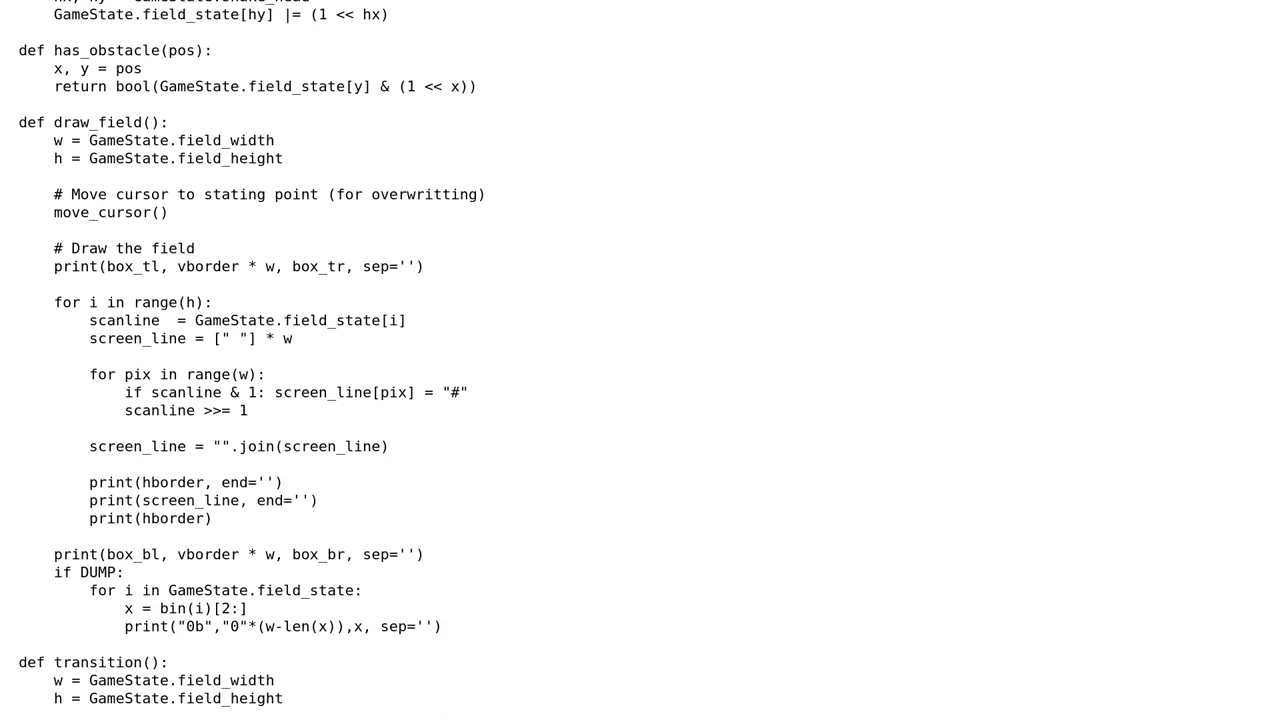 GameState.field_state[hy] |= (1 << hx)
def has_obstacle(pos):
x, y = pos
return bool(GameState.field_state[y] & (1 << x))
def draw_field():
w = GameState.field_width
h = GameState.field_height
# Move cursor to stating point (for overwritting)
move_cursor()
# Draw the field
print(box_tl, vborder * w, box_tr, sep='')
for i in range(h):
scanline  = GameState.field_state[i]
screen_line = [" "] * w
for pix in range(w):
if scanline & 1: screen_line[pix] = "#"
scanline >>= 1
screen_line = "".join(screen_line)
print(hborder, end='')
print(screen_line, end='')
print(hborder)
print(box_bl, vborder * w, box_br, sep='')
if DUMP:
for i in GameState.field_state:
x = bin(i)[2:]
print("0b","0"*(w-len(x)),x, sep='')
def transition():
w = GameState.field_width
h = GameState.field_height